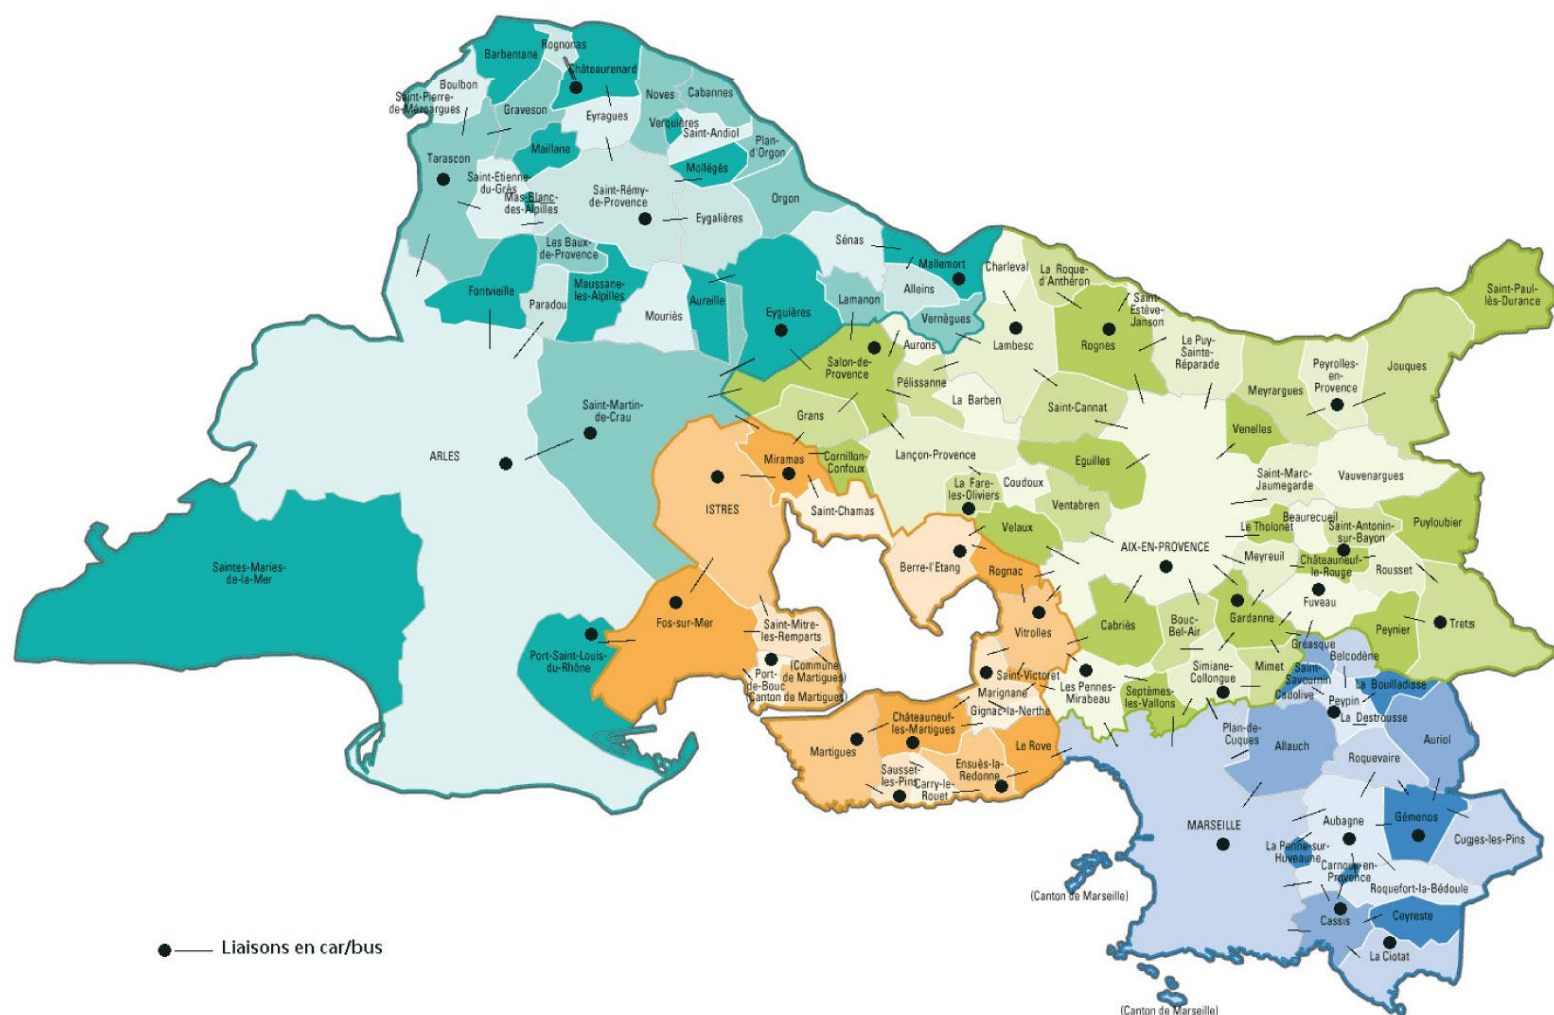 Rognonas
Barbentane
Châteaurenard
Boulbon
Saint-Pierre-
de-Mézoargues
Graveson
Noves
Cabannes
Eyragues
Verquières
Saint-Andiol
Maillane
Plan-
d'Orgon
Tarascon
Mollégès
Saint-Etienne-
du-Grès
Mas-Blanc-
des-Alpilles
Saint-Rémy-
de-Provence
Orgon
Eygalières
Les Baux-
de-Provence
Sénas
Mallemort
Charleval
La Roque-
d'Anthéron
Saint-Paul-
lès-Durance
Fontvieille
Paradou
Maussane-
les-Alpilles
Mouriès
Aureille
Eyguières
Lamanon
Alleins
Vernègues
Saint-
Estève-
Janson
Aurons
Lambesc
Rognes
Le Puy-
Sainte-
Réparade
Salon-de-
Provence
Pélissanne
Peyrolles-
en-
Provence
Jouques
Meyrargues
La Barben
Saint-Cannat
Saint-Martin-
de-Crau
Grans
Venelles
ARLES
Miramas
Cornillon-
Confoux
Lançon-Provence
Eguilles
Saint-Marc-
Jaumegarde
Vauvenargues
La Fare-
les-Oliviers
Coudoux
Ventabren
ISTRES
Saint-Chamas
Velaux
Beaurecueil
Le Tholonet
Saint-Antonin-
sur-Bayon
Puyloubier
AIX-EN-PROVENCE
Meyreuil
Châteauneuf-
le-Rouge
Rousset
Saintes-Maries-
de-la-Mer
Berre-l'Etang
Rognac
Fuveau
Fos-sur-Mer
Saint-Mitre-
les-Remparts
Vitrolles
Cabriès
Bouc-
Bel-Air
Gardanne
Peynier
Trets
Gréasque
Belcodène
Port-Saint-Louis-
du-Rhône
(Commune
de Martigues)
Port-
de-Bouc
(Canton de Martigues)
Saint-Victoret
Marignane
Les Pennes-
Mirabeau
Septèmes-
les-Vallons
Simiane-
Collongue
Mimet
Saint-
Savournin
Cadolive
Peypin
La Bouilladisse
La Destrousse
Gignac-la-Nerthe
Châteauneuf-
les-Martigues
Martigues
Le Rove
Plan-de-
Cuques
Allauch
Auriol
Roquevaire
Sausset-
les-Pins
Carry-le-
Rouet
Ensuès-la-
Redonne
MARSEILLE
Aubagne
Gémenos
Cuges-les-Pins
La Penne-sur-
Huveaune
Carnoux-en-
Provence
Roquefort-la-Bédoule
(Canton de Marseille)
Cassis
Ceyreste
La Ciotat
(Canton de Marseille)
Liaisons en car/bus